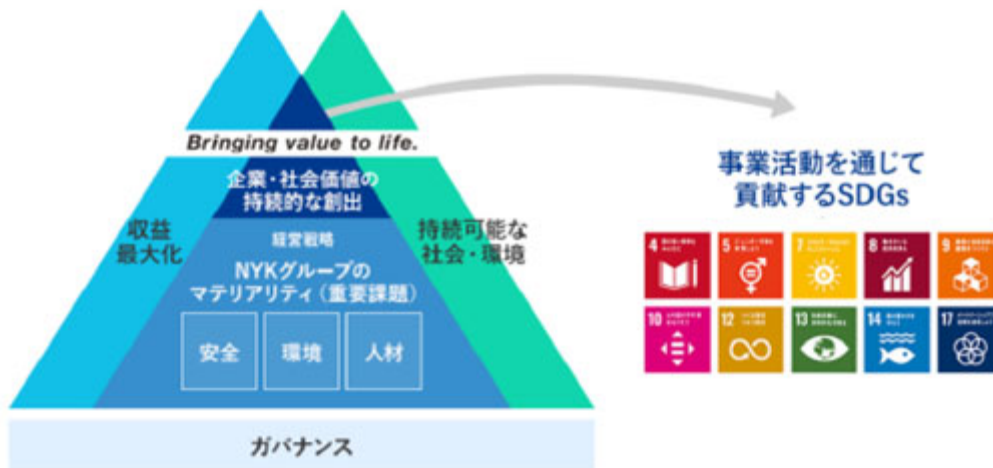 Bringing value to life.
企業・社会価値の
持続的な創出
収益
最大化
持続可能な
社会・環境
経営戦略
NYKグループの
マテリアリティ（重要課題）
安全
環境
人材
ガバナンス
事業活動を通じて
貢献するSDGs
4
5
7
8
9
10
12
13
14
17